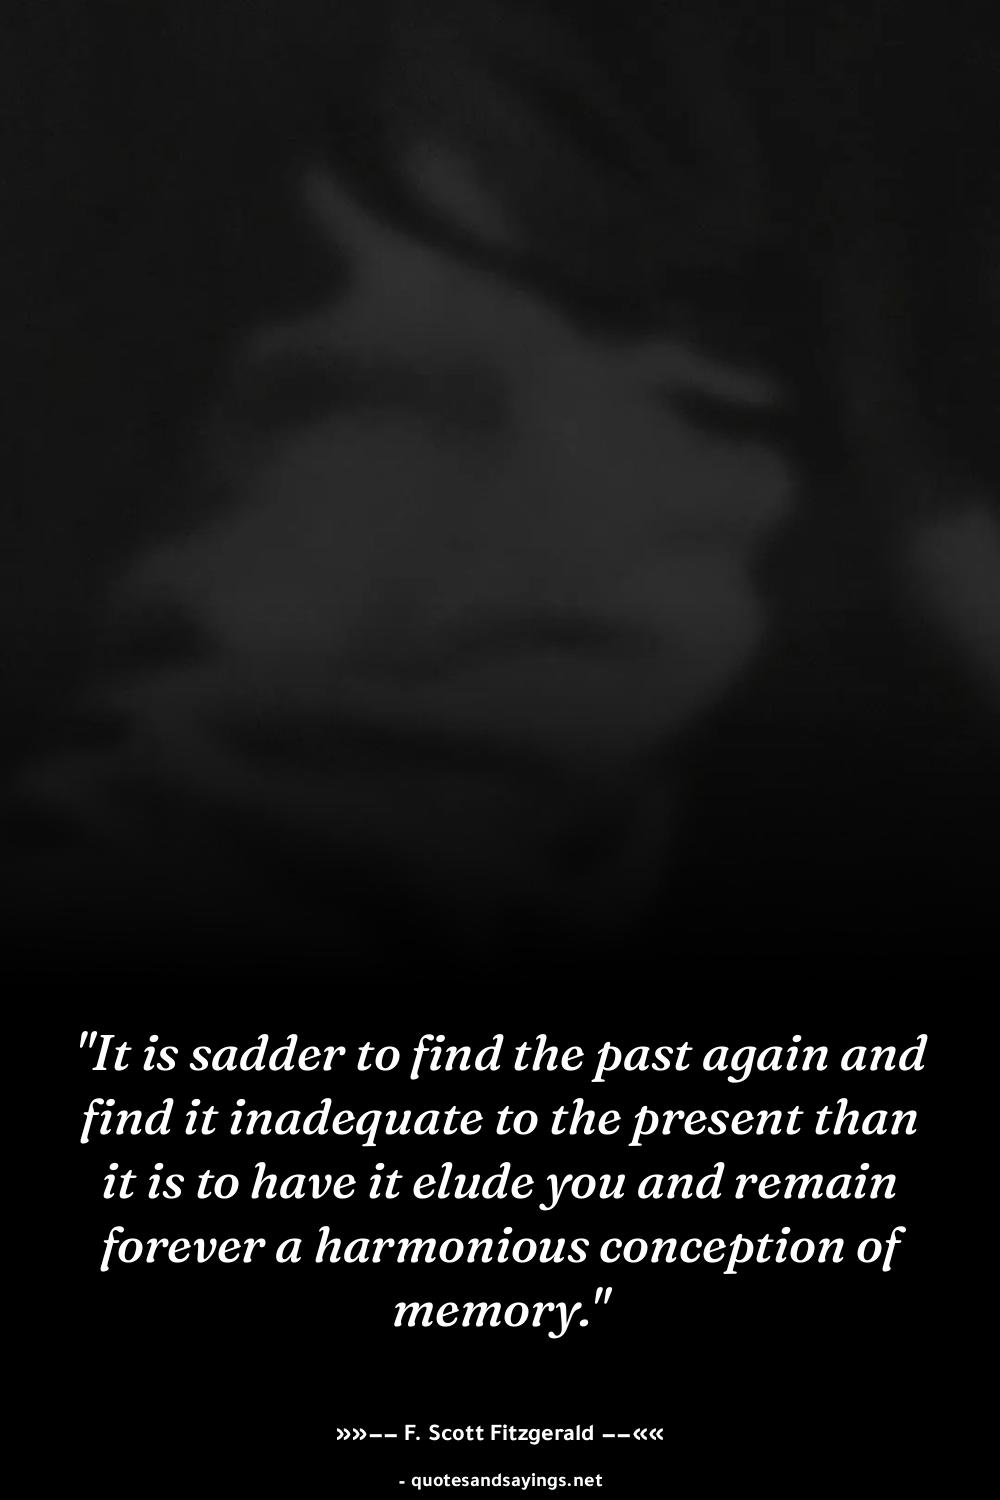 "It is sadder to find the past again and
find it inadequate to the present than
it is to have it elude you and remain
forever a harmonious conception of
memory."
»»−− F. Scott Fitzgerald −−««
- quotesandsayings.net